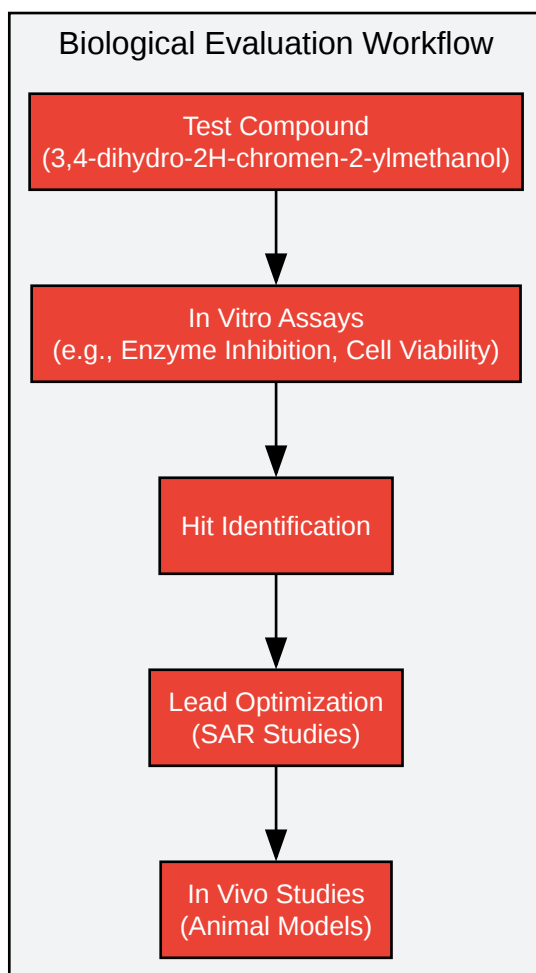 Biological Evaluation Workflow
Test Compound
(3,4-dihydro-2H-chromen-2-ylmethanol)
In Vitro Assays
(e.g., Enzyme Inhibition, Cell Viability)
Hit Identification
Lead Optimization
(SAR Studies)
In Vivo Studies
(Animal Models)